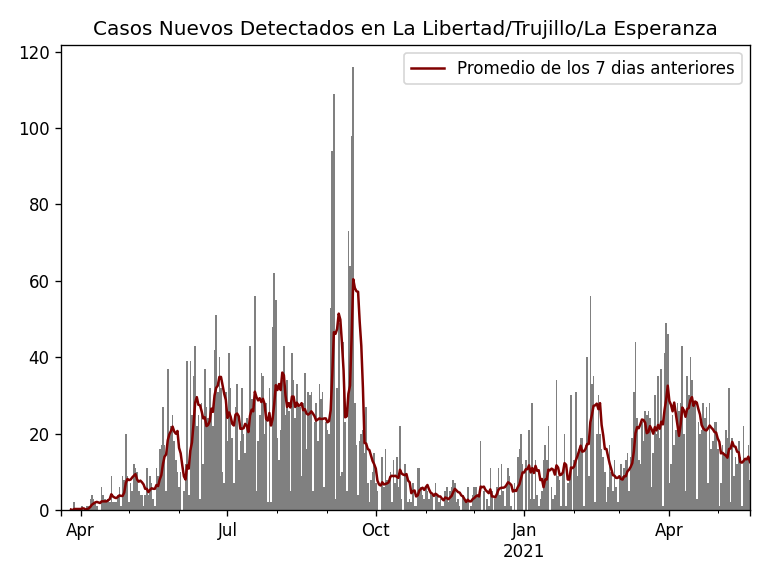 Casos Nuevos Detectados en La Libertad/Trujillo/La Esperanza
Promedio de los 7 dias anteriores
120
100
80
60
40
20
0
Apr Jul Oct Jan Apr
2021